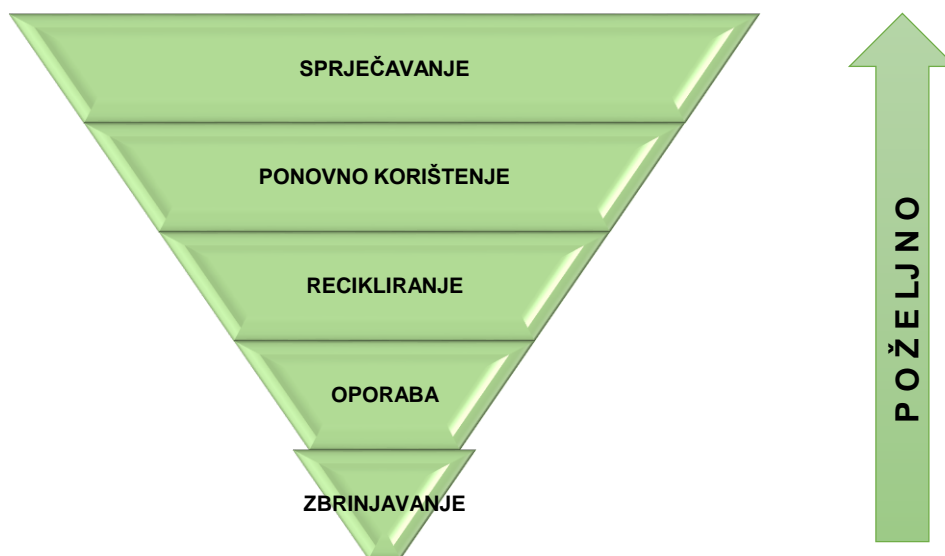 SPRJEČAVANJE
PONOVNO KORIŠTENJE
RECIKLIRANJE
OPORABA
ZBRINJAVANJE
POŽELJNO